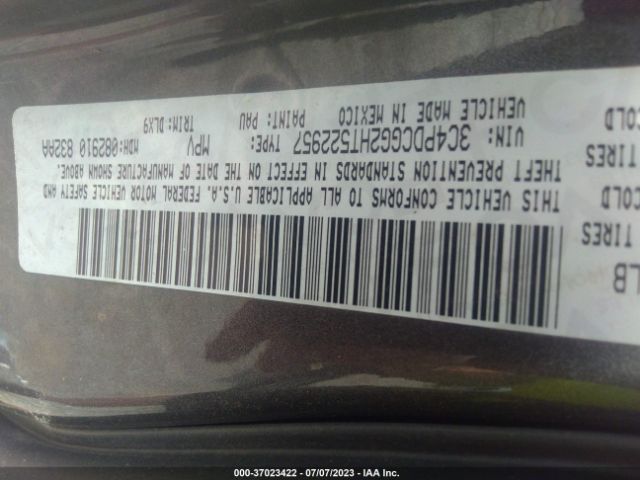 THIS VEHICLE CONFORMS TO ALL APPLICABLE U.S.A. FEDERAL MOTOR VEHICLE SAFETY AND
THEFT PREVENTION STANDARDS IN EFFECT ON THE DATE OF MANUFACTURE SHOWN ABOVE.
VIN: 3C4PDCGG2HT522957 TYPE: MPV MDH: 082910 832AA
VEHICLE MADE IN MEXICO PAINT: PAU TRIM: DLX9
LB
TIRES
TIRES
COLD
000-37023422 - 07/07/2023 - IAA Inc.